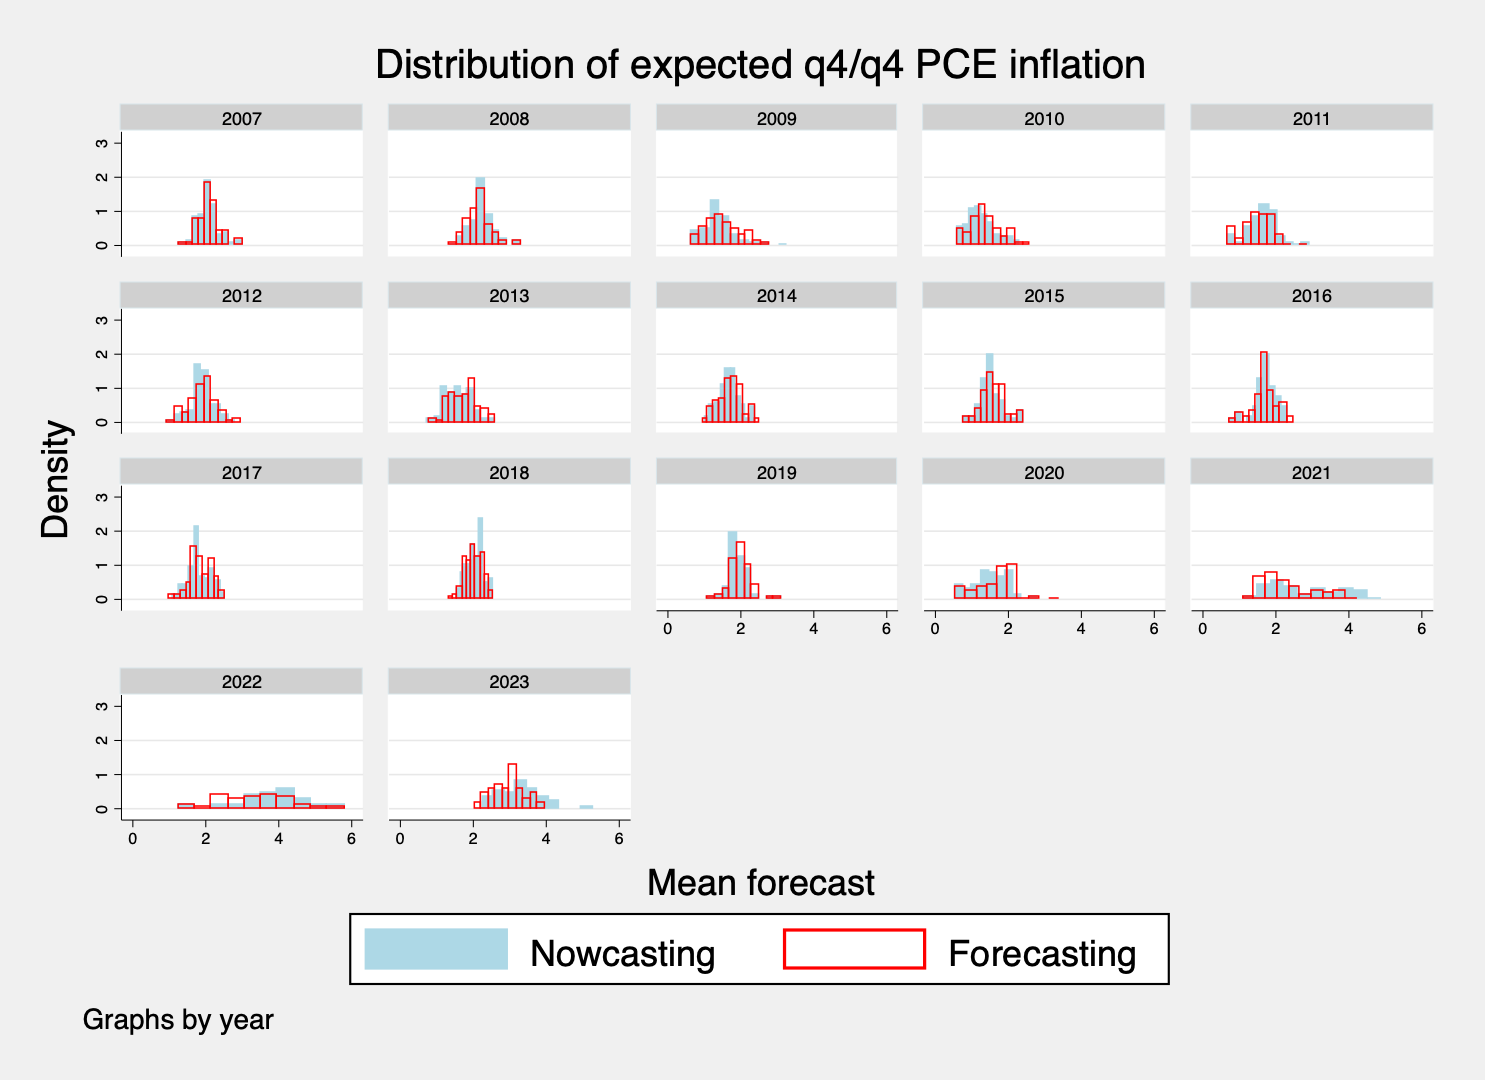 Distribution of expected q4/q4 PCE inflation
2007 2008 2009 2010 2011
3
2
1
0
2012 2013 2014 2015 2016
3
2
1
0
2017 2018 2019 2020 2021
3
2
1
0
0 2 4 6 0 2 4 6 0 2 4 6
2022 2023
3
2
1
0
0 2 4 6 0 2 4 6
Density
Mean forecast
Nowcasting Forecasting
Graphs by year